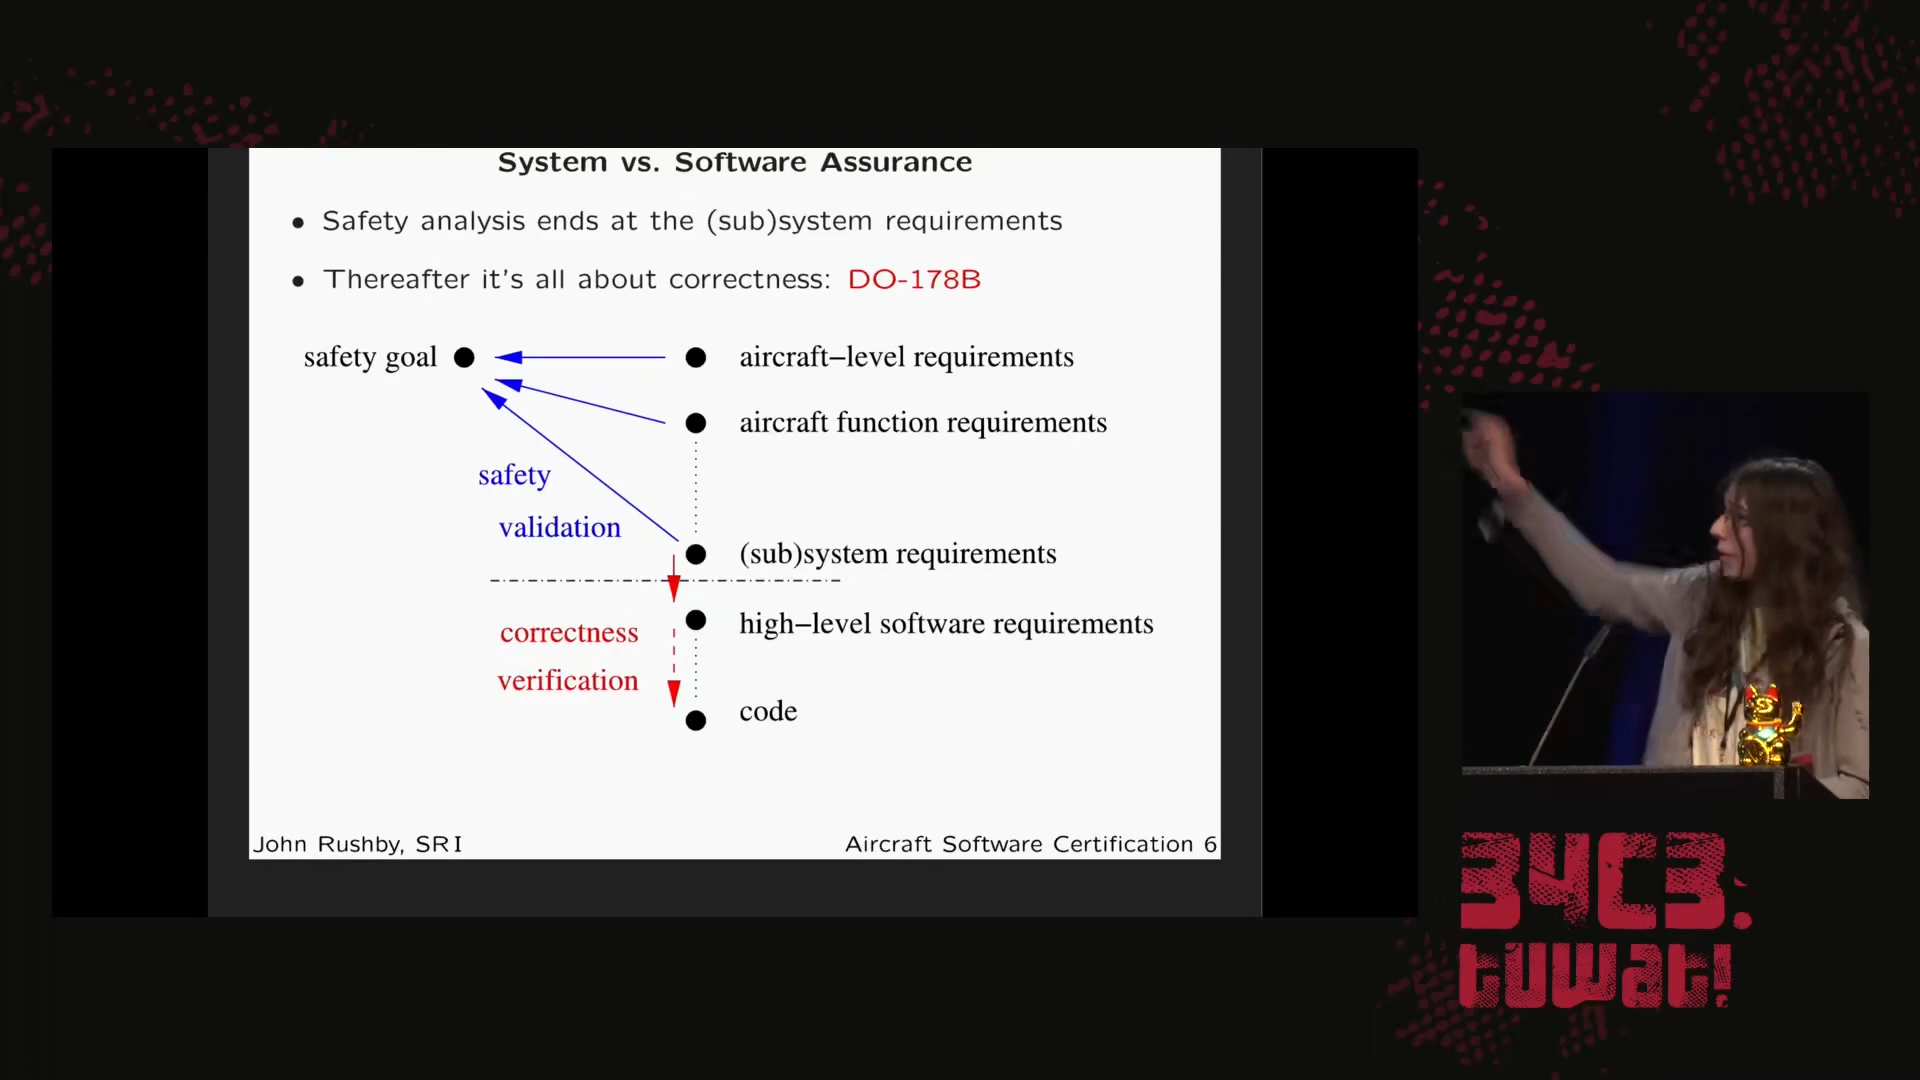 System vs. Software Assurance
• Safety analysis ends at the (sub)system requirements
• Thereafter it's all about correctness: DO-178B
safety goal
aircraft–level requirements
aircraft function requirements
safety
validation
(sub)system requirements
correctness
verification
high–level software requirements
code
John Rushby, SRI
Aircraft Software Certification 6
34C3.
tuwat!